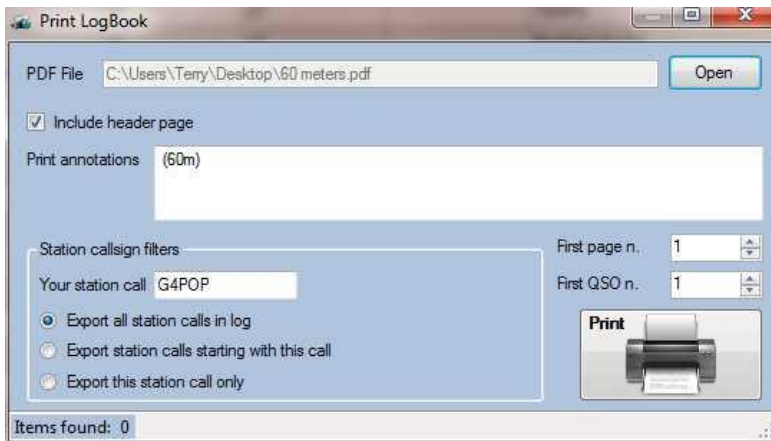 Print LogBook
PDF File C:\Users\Terry\Desktop\60 meters.pdf Open
Include header page
Print annotations (60m)
Station callsign filters
First page n. 1
Your station call G4POP
First QSO n. 1
Export all station calls in log
Print
Export station calls starting with this call
Export this station call only
Items found: 0